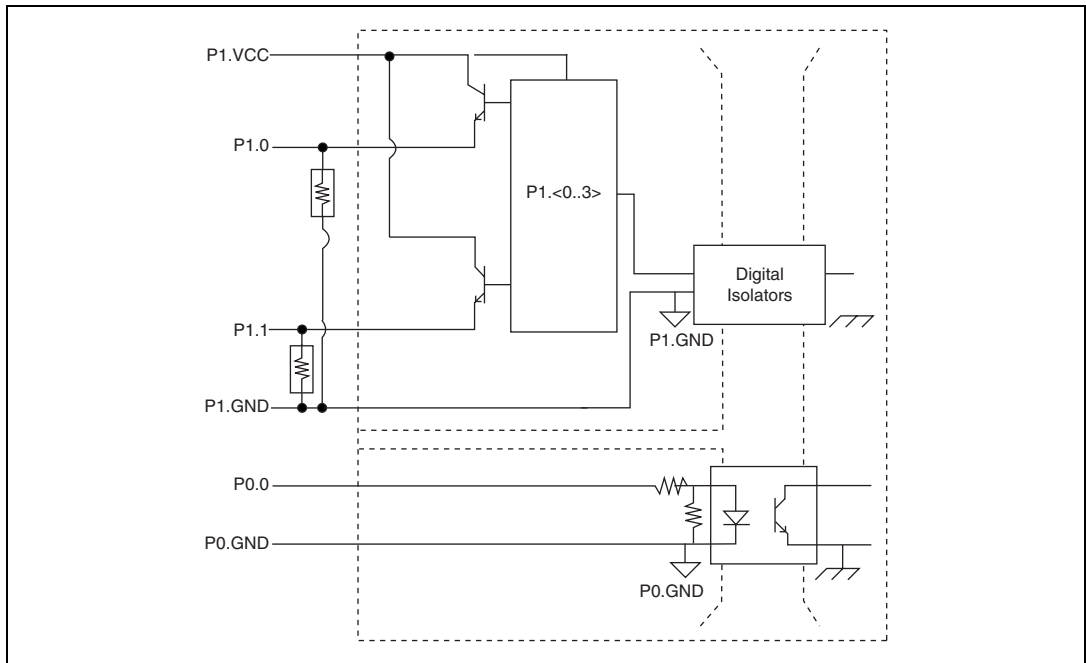 P1.VCC
P1.0
P1.<0..3>
Digital
Isolators
P1.1
P1.GND
P1.GND
P0.0
P0.GND
P0.GND